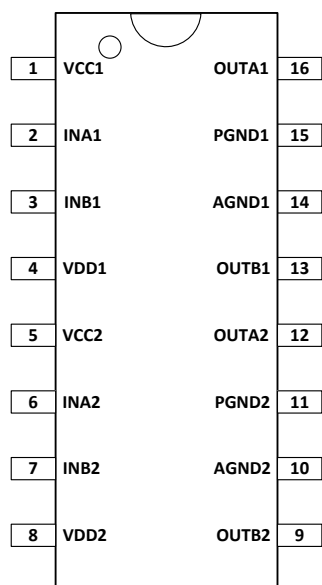 1 VCC1 OUTA1 16
2 INA1 PGND1 15
3 INB1 AGND1 14
4 VDD1 OUTB1 13
5 VCC2 OUTA2 12
6 INA2 PGND2 11
7 INB2 AGND2 10
8 VDD2 OUTB2 9